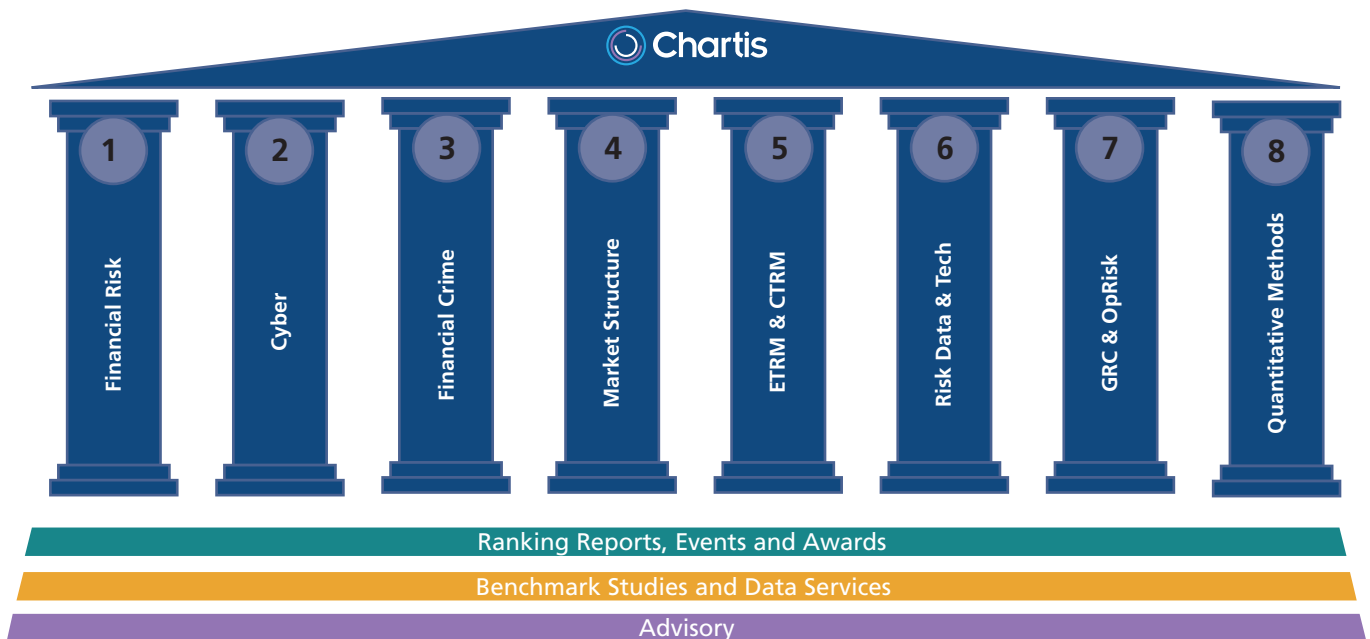 Chartis
1
2
3
4
5
6
7
8
Financial Risk
Cyber
Financial Crime
Market Structure
ETRM & CTRM
Risk Data & Tech
GRC & OpRisk
Quantitative Methods
Ranking Reports, Events and Awards
Benchmark Studies and Data Services
Advisory